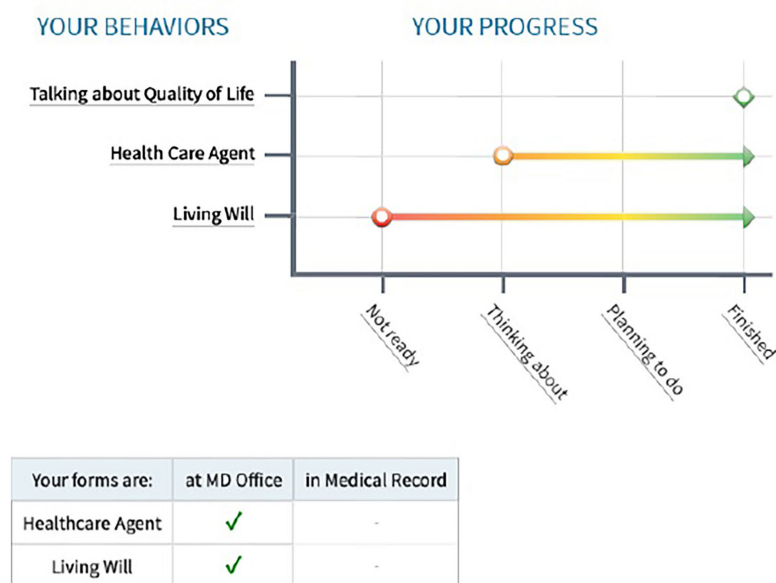 YOUR BEHAVIORS
YOUR PROGRESS
Talking about Quality of Life
Health Care Agent
Living Will
Not ready
Thinking about
Planning to do
Finished
Your forms are: at MD Office in Medical Record
Healthcare Agent ✓ -
Living Will ✓ -